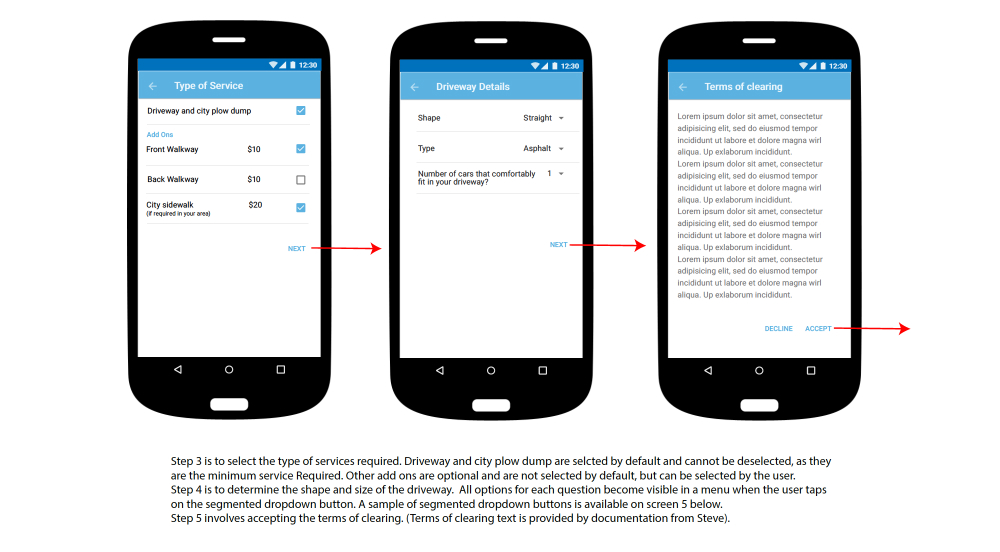 12:30
Type of Service
Driveway and city plow dump
Add Ons
Front Walkway $10
Back Walkway $10
City sidewalk $20
(if required in your area)
NEXT
12:30
Driveway Details
Shape Straight
Type Asphalt
Number of cars that comfortably 1
fit in your driveway?
NEXT
12:30
Terms of clearing
Lorem ipsum dolor sit amet, consectetur
adipisicing elit, sed do eiusmod tempor
incididunt ut labore et dolore magna wirl
aliqua. Up exlaborum incididunt.
Lorem ipsum dolor sit amet, consectetur
adipisicing elit, sed do eiusmod tempor
incididunt ut labore et dolore magna wirl
aliqua. Up exlaborum incididunt.
Lorem ipsum dolor sit amet, consectetur
adipisicing elit, sed do eiusmod tempor
incididunt ut labore et dolore magna wirl
aliqua. Up exlaborum incididunt.
Lorem ipsum dolor sit amet, consectetur
adipisicing elit, sed do eiusmod tempor
incididunt ut labore et dolore magna wirl
aliqua. Up exlaborum incididunt.
DECLINE ACCEPT
Step 3 is to select the type of services required. Driveway and city plow dump are selcted by default and cannot be deselected, as they
are the minimum service Required. Other add ons are optional and are not selected by default, but can be selected by the user.
Step 4 is to determine the shape and size of the driveway. All options for each question become visible in a menu when the user taps
on the segmented dropdown button. A sample of segmented dropdown buttons is available on screen 5 below.
Step 5 involves accepting the terms of clearing. (Terms of clearing text is provided by documentation from Steve).